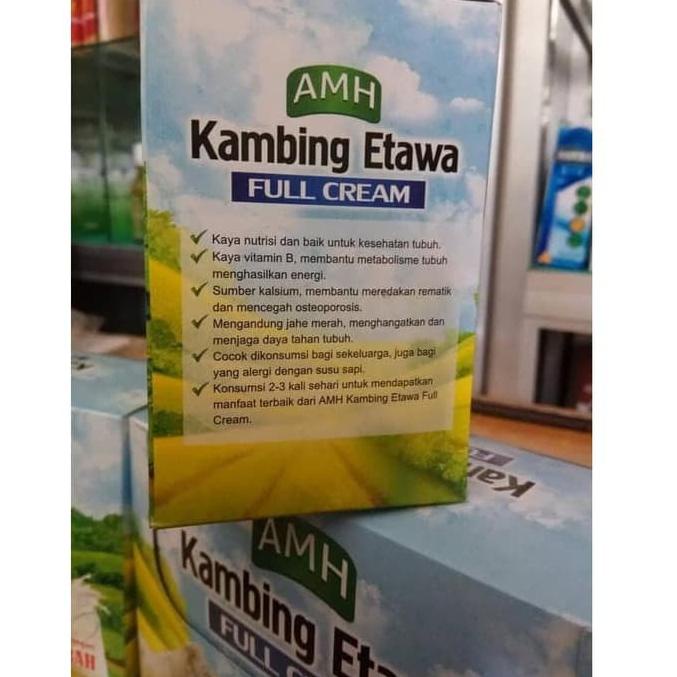 AMH
Kambing Etawa
FULL CREAM
Kaya nutrisi dan baik untuk kesehatan tubuh.
Kaya vitamin B, membantu metabolisme tubuh
menghasilkan energi.
Sumber kalsium, membantu meredakan rematik
dan mencegah osteoporosis.
Mengandung jahe merah, menghangatkan dan
menjaga daya tahan tubuh.
Cocok dikonsumsi bagi sekeluarga, juga bagi
yang alergi dengan susu sapi.
Konsumsi 2-3 kali sehari untuk mendapatkan
manfaat terbaik dari AMH Kambing Etawa Full
Cream.
AMH
Kambing
FULL